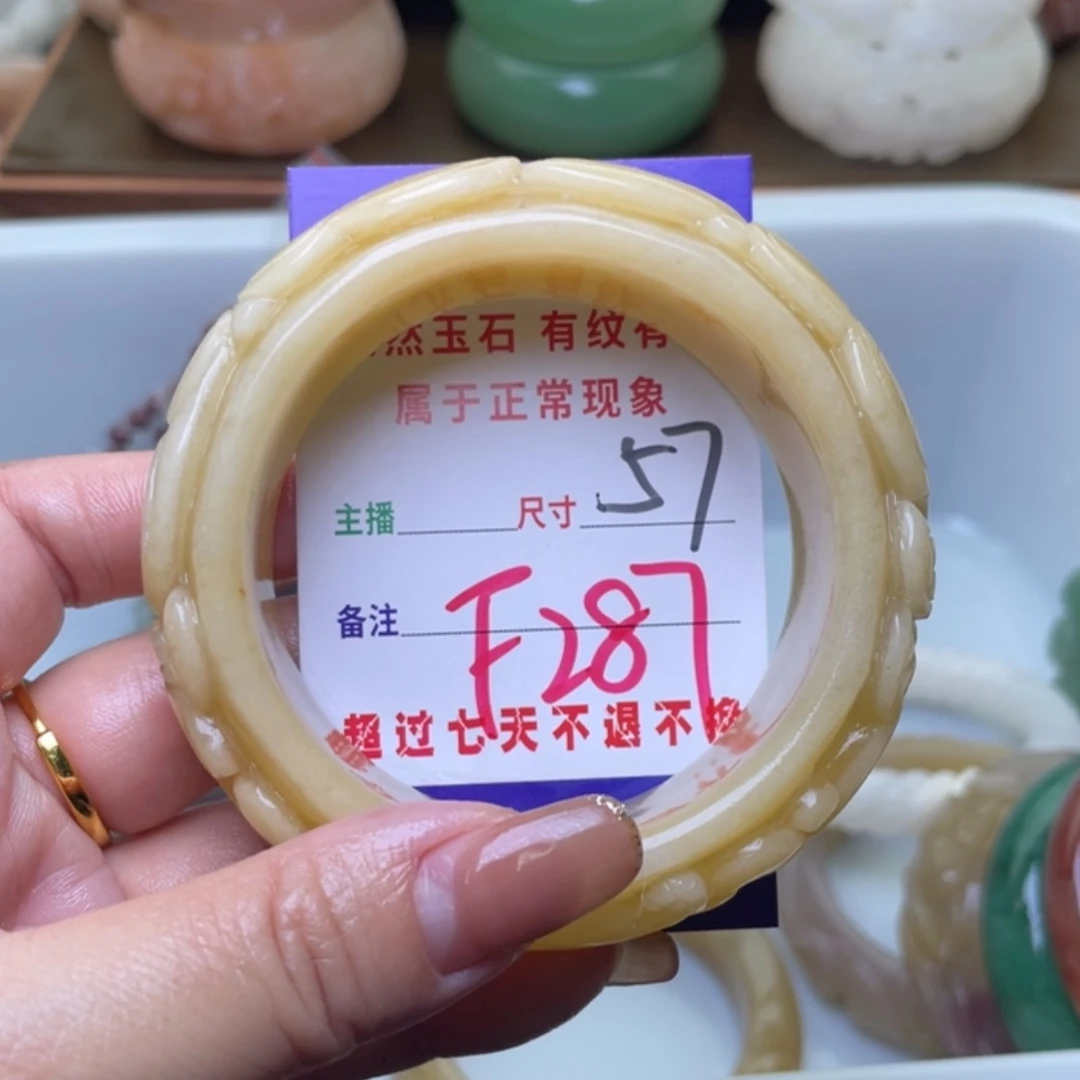 然玉石 有纹有
属于正常现象
主播 尺寸 57
备注 F287
超过七天不退不换